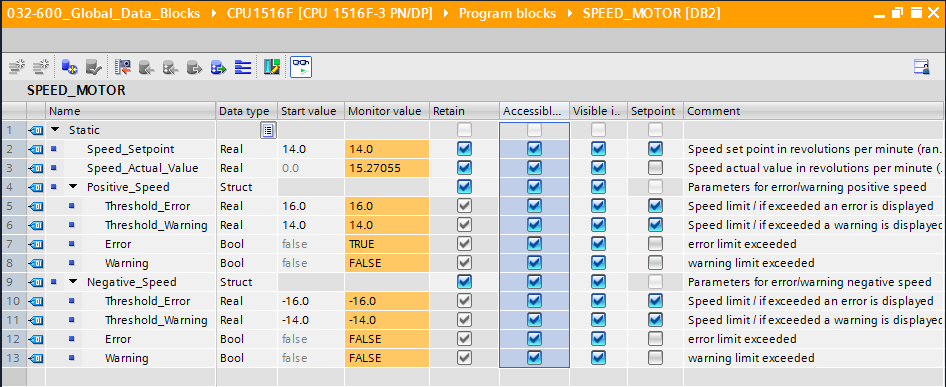 032-600_Global_Data_Blocks CPU1516F [CPU 1516F-3 PN/DP] Program blocks SPEED_MOTOR [DB2]
SPEED_MOTOR
Name Data type Start value Monitor value Retain Accessibl... Visible i.. Setpoint Comment
1 Static
2 Speed_Setpoint Real 14.0 14.0 Speed set point in revolutions per minute (ran.
3 Speed_Actual_Value Real 0.0 15.27055 Speed actual value in revolutions per minute (
4 Positive_Speed Struct Parameters for error/warning positive speed
5 Threshold_Error Real 16.0 16.0 Speed limit / if exceeded an error is displayed
6 Threshold_Warning Real 14.0 14.0 Speed limit / if exceeded a warning is displayed
7 Error Bool false TRUE error limit exceeded
8 Warning Bool false FALSE warning limit exceeded
9 Negative_Speed Struct Parameters for error/warning negative speed
10 Threshold_Error Real -16.0 -16.0 Speed limit / if exceeded an error is displayed
11 Threshold_Warning Real -14.0 -14.0 Speed limit / if exceeded a warning is displayed
12 Error Bool false FALSE error limit exceeded
13 Warning Bool false FALSE warning limit exceeded